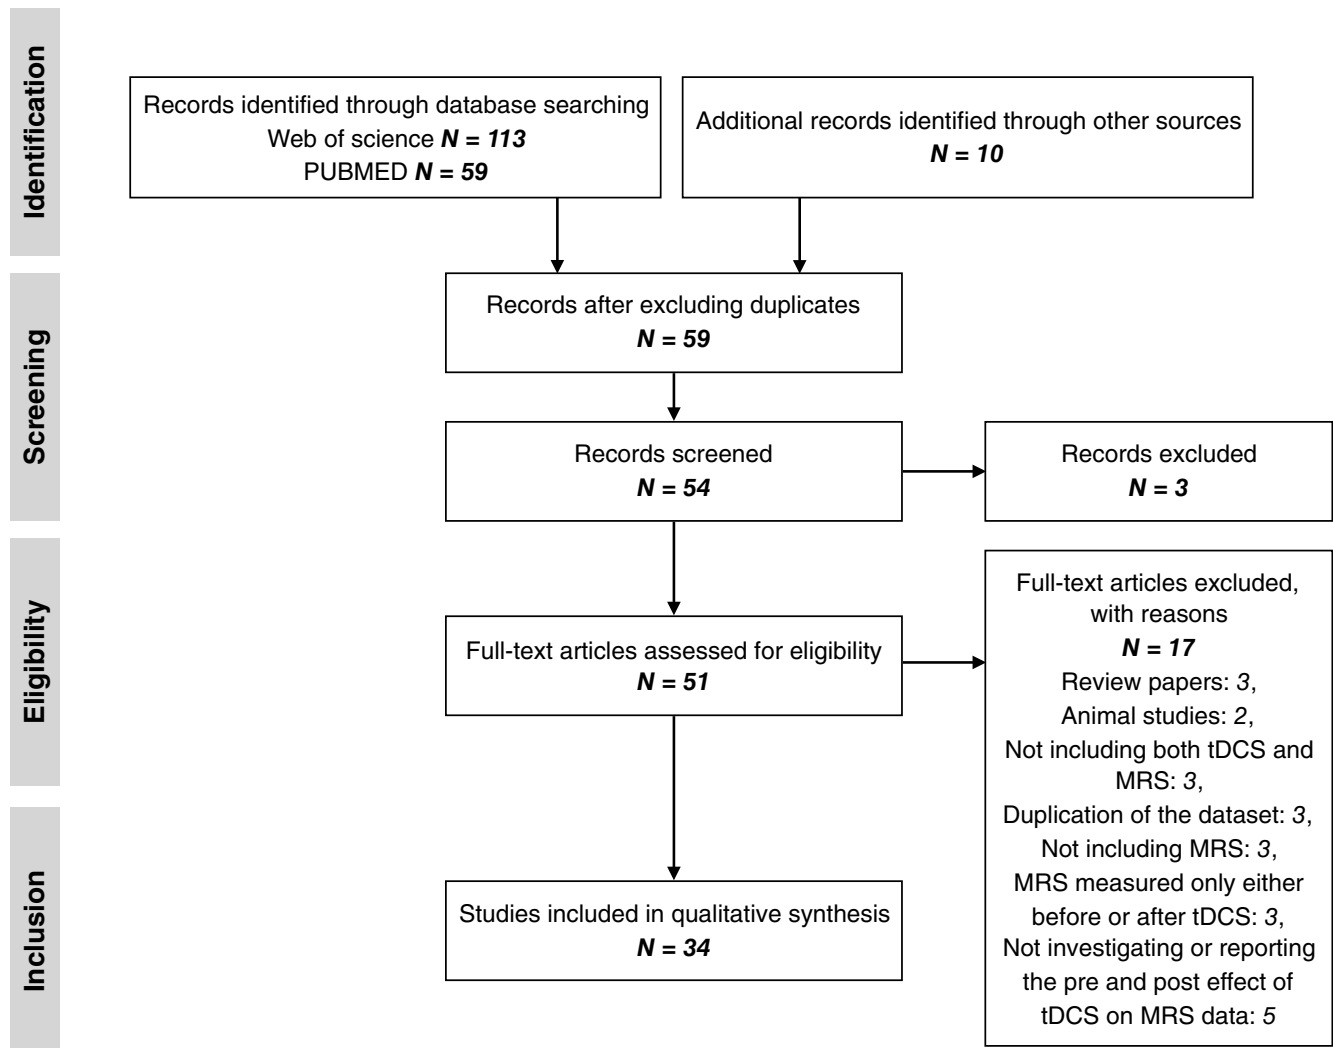 Identification
Records identified through database searching
Web of science N = 113
PUBMED N = 59
Additional records identified through other sources
N = 10
Screening
Records after excluding duplicates
N = 59
Records screened
N = 54
Records excluded
N = 3
Eligibility
Full-text articles assessed for eligibility
N = 51
Full-text articles excluded,
with reasons
N = 17
Review papers: 3,
Animal studies: 2,
Not including both tDCS and
MRS: 3,
Duplication of the dataset: 3,
Not including MRS: 3,
MRS measured only either
before or after tDCS: 3,
Not investigating or reporting
the pre and post effect of
tDCS on MRS data: 5
Inclusion
Studies included in qualitative synthesis
N = 34